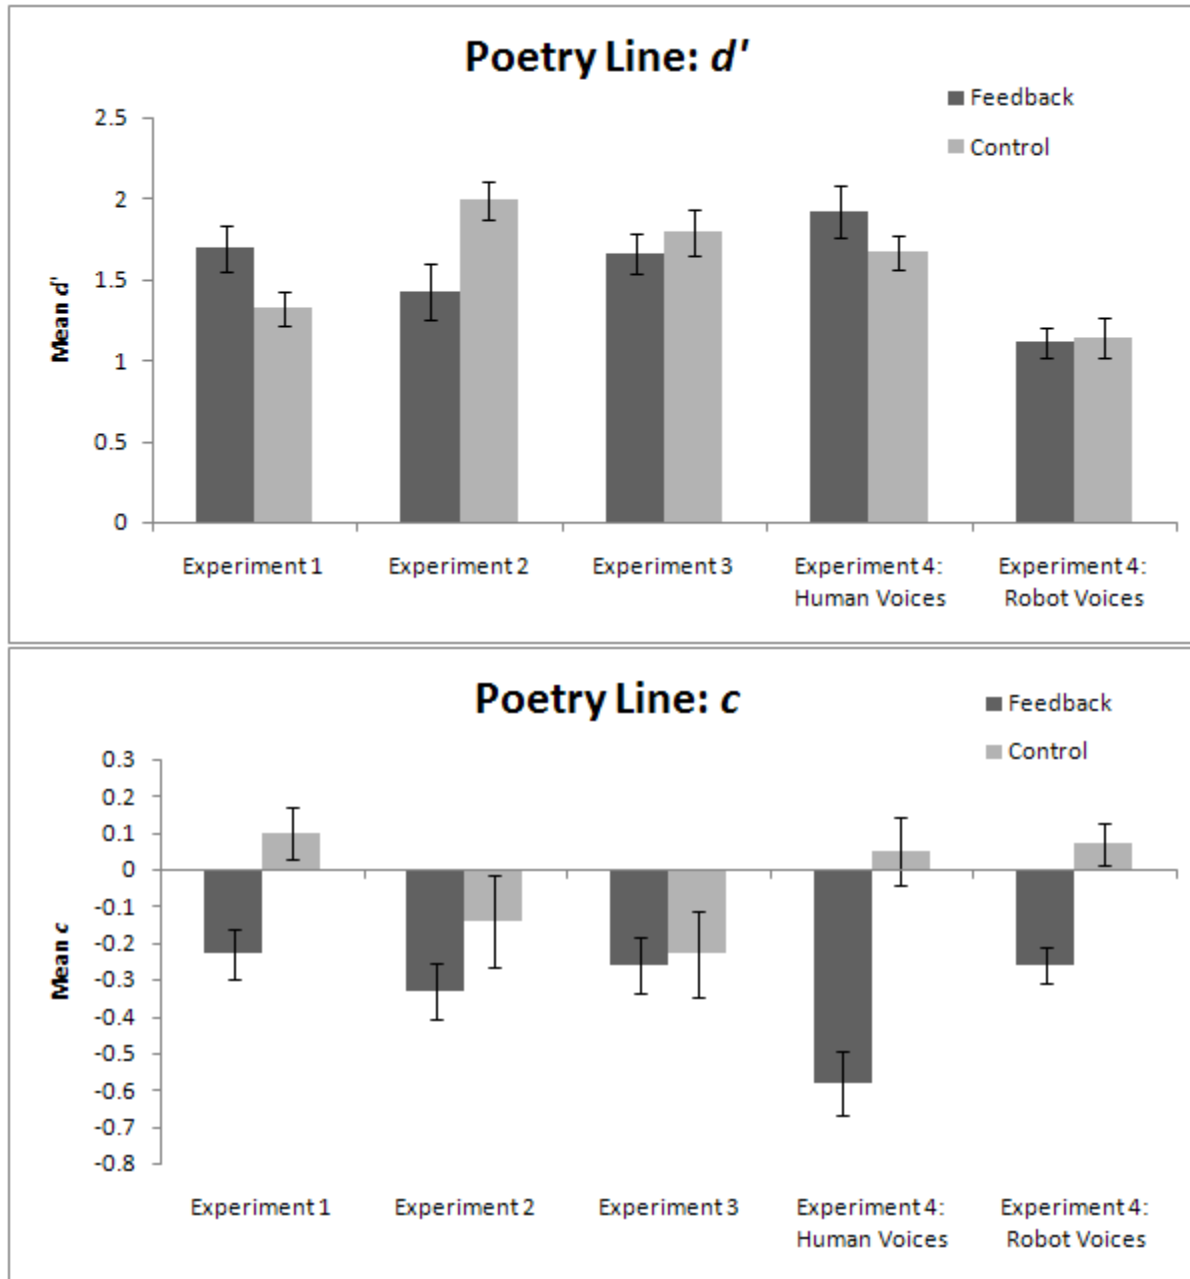 Poetry Line: d'
Feedback
Control
Mean d'
2.5
2
1.5
1
0.5
0
Experiment 1
Experiment 2
Experiment 3
Experiment 4:
Human Voices
Experiment 4:
Robot Voices
Poetry Line: c
Feedback
Control
Mean c
0.3
0.2
0.1
0
-0.1
-0.2
-0.3
-0.4
-0.5
-0.6
-0.7
-0.8
Experiment 1
Experiment 2
Experiment 3
Experiment 4:
Human Voices
Experiment 4:
Robot Voices